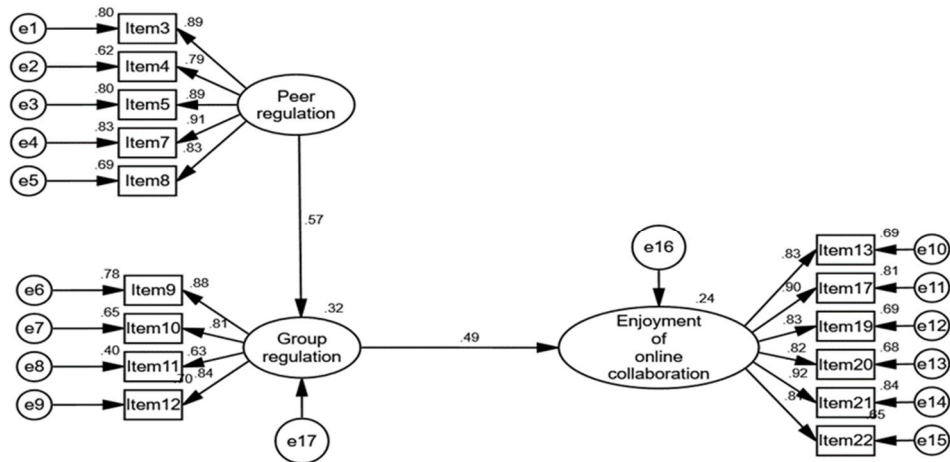 e1 .80 Item3 .89
e2 .62 Item4 .79
e3 .80 Item5 .89
e4 .83 Item7 .91
e5 .69 Item8 .83
Peer
regulation
.57
e6 .78 Item9 .88
e7 .65 Item10 .81
e8 .40 Item11 .63
e9 .70 Item12 .84
.32
Group
regulation
e17
.49
e16
.24
Enjoyment
of
online
collaboration
.83 Item13 .69 e10
.90 Item17 .81 e11
.83 Item19 .69 e12
.82 Item20 .68 e13
.92 Item21 .84 e14
Item22 .65 e15